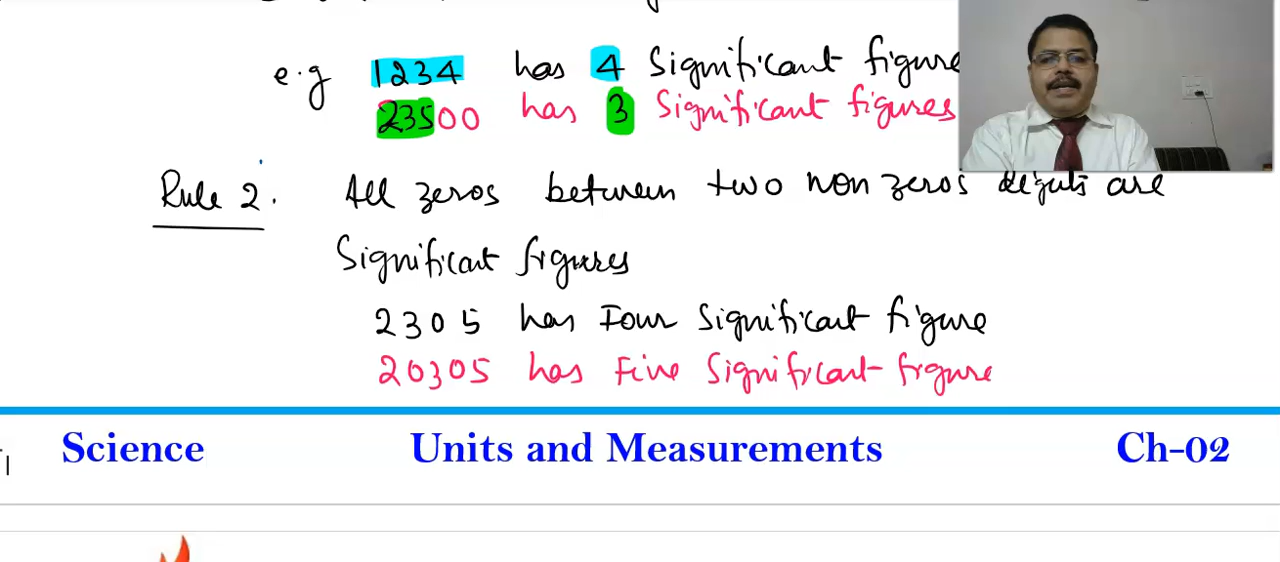 e.g 1234 has 4 Significant figure
23500 has 3 Significant figures
Rule 2. All zeros between two non zeros digits are
Significant figures
2305 has Four Significant figure
20305 has Five Significant figure
Science Units and Measurements Ch-02